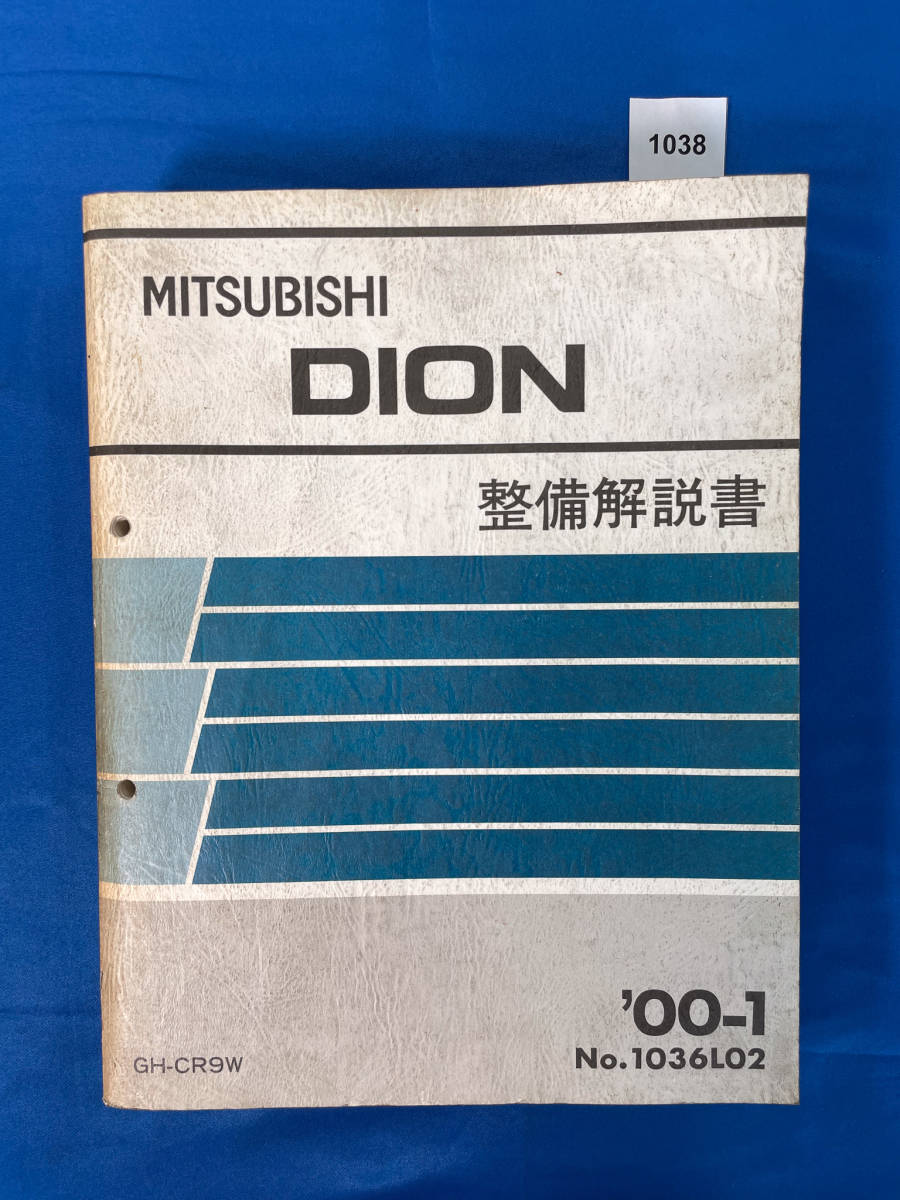 1038
MITSUBISHI
DION
整備解説書
'00-1
No.1036L02
GH-CR9W